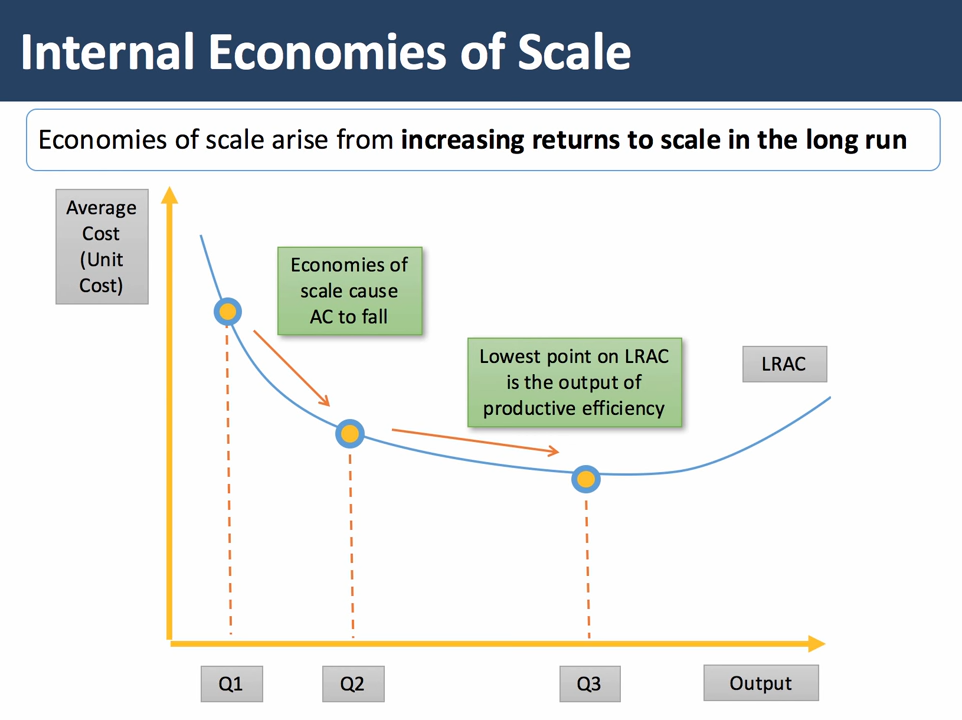 Internal Economies of Scale
Economies of scale arise from increasing returns to scale in the long run
Average
Cost
(Unit
Cost)
Economies of
scale cause
AC to fall
Lowest point on LRAC
is the output of
productive efficiency
LRAC
Q1
Q2
Q3
Output